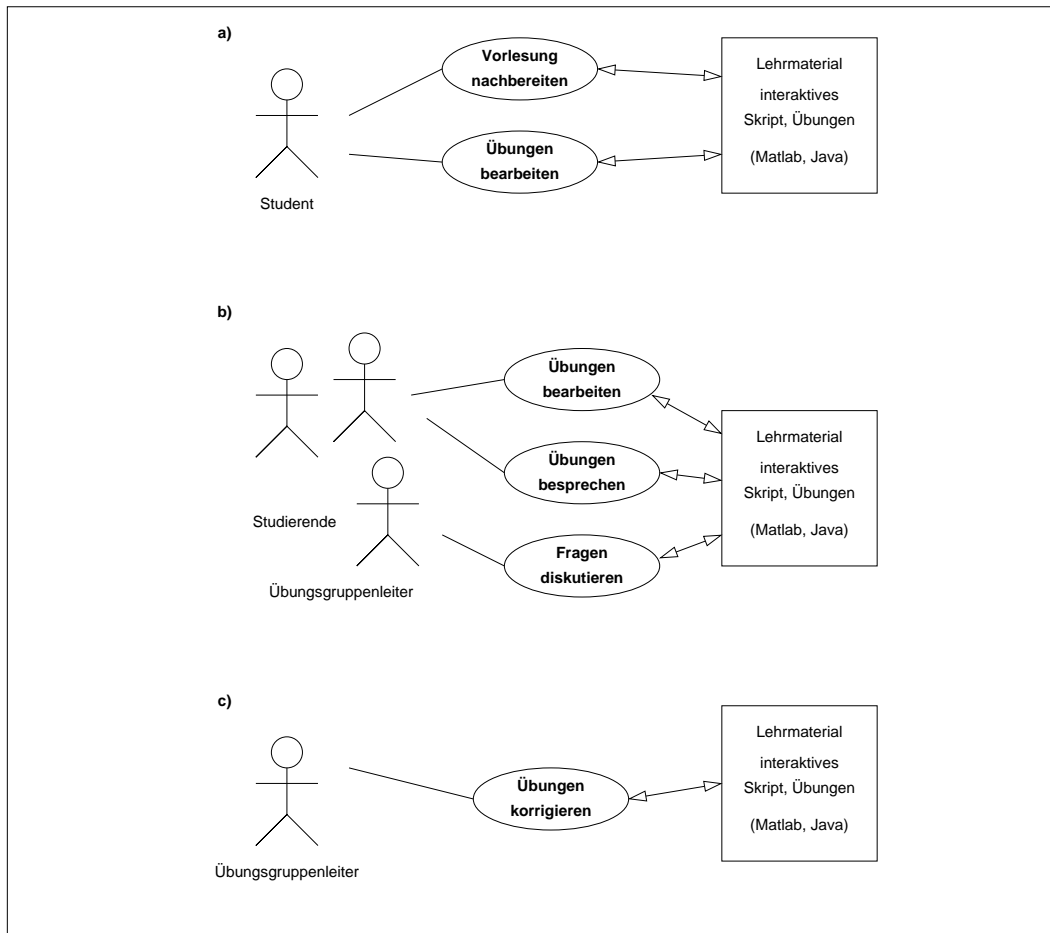 a)
Vorlesung
nachbereiten
Übungen
bearbeiten
Student
Lehrmaterial
interaktives
Skript, Übungen
(Matlab, Java)
b)
Übungen
bearbeiten
Übungen
besprechen
Fragen
diskutieren
Studierende
Übungsgruppenleiter
Lehrmaterial
interaktives
Skript, Übungen
(Matlab, Java)
c)
Übungen
korrigieren
Übungsgruppenleiter
Lehrmaterial
interaktives
Skript, Übungen
(Matlab, Java)